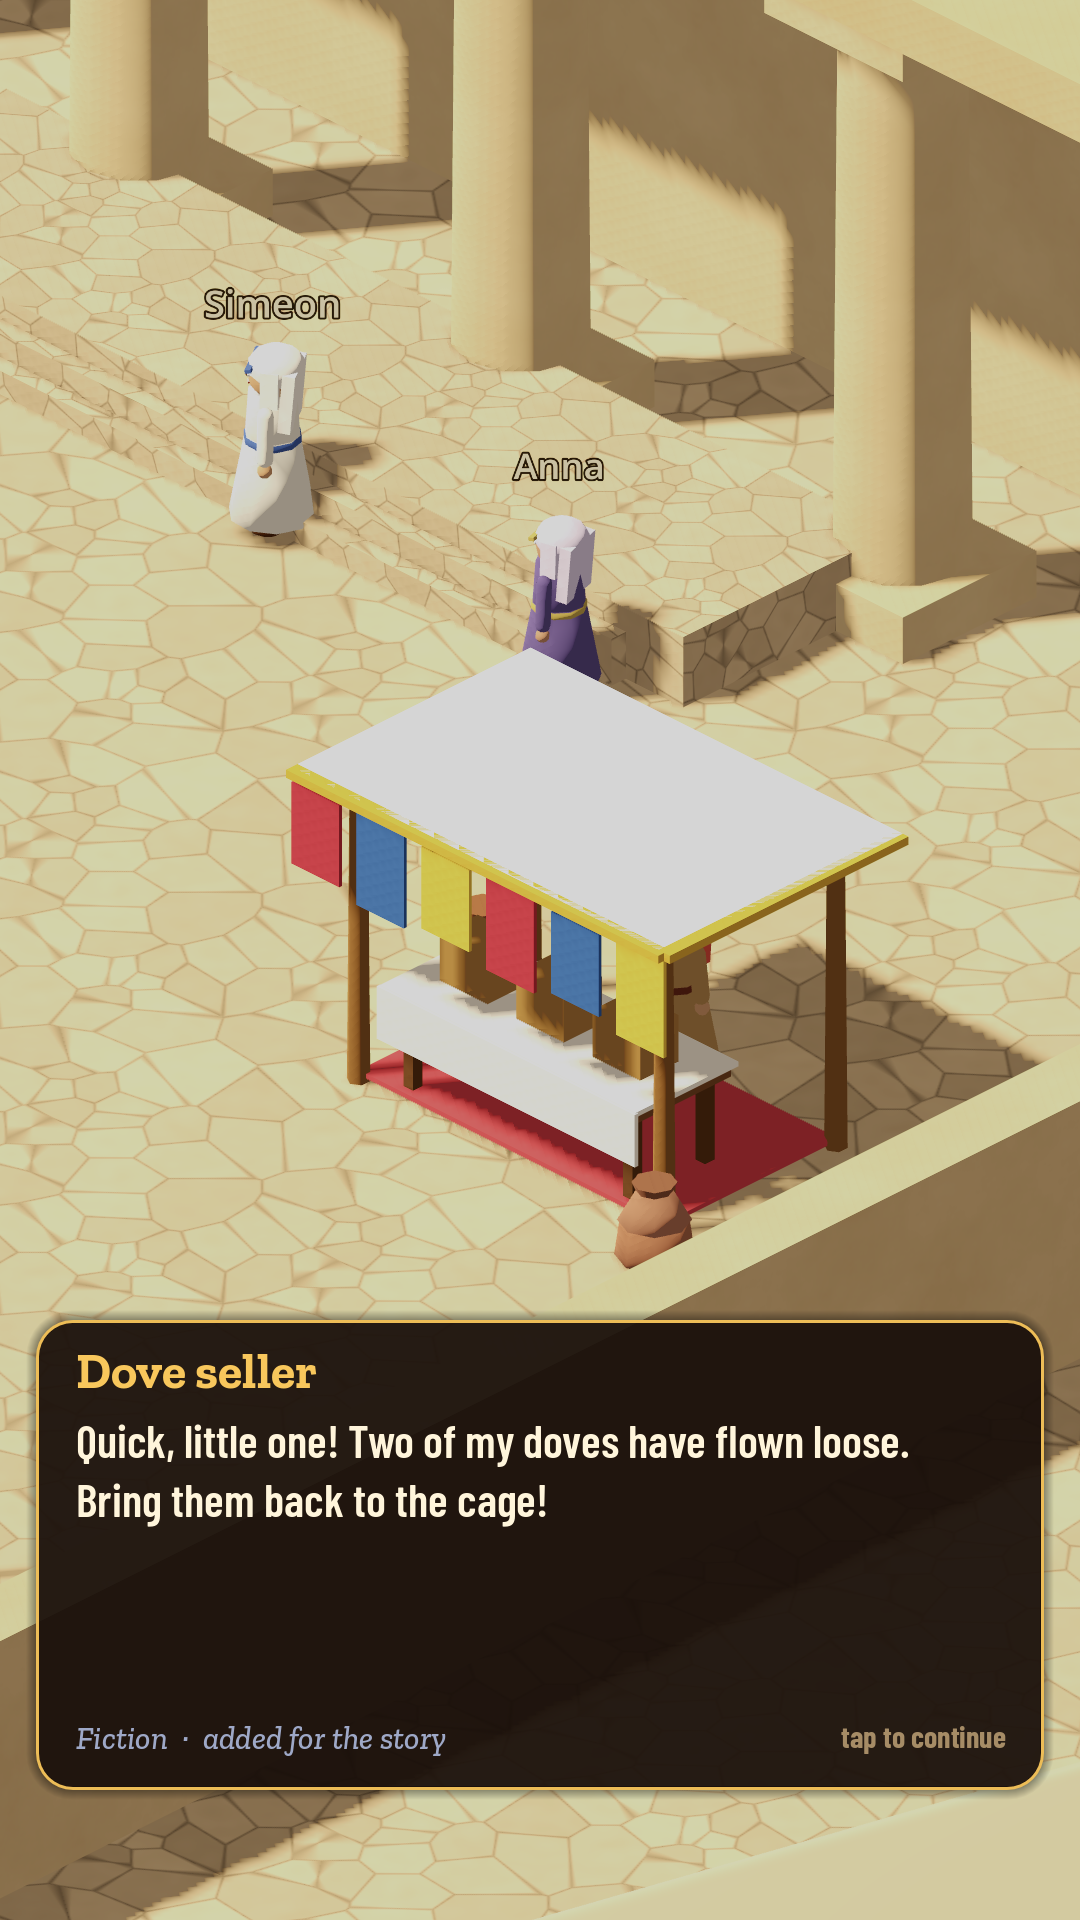 Simeon
Anna
Dove seller
Quick, little one! Two of my doves have flown loose.
Bring them back to the cage!
Fiction · added for the story
tap to continue